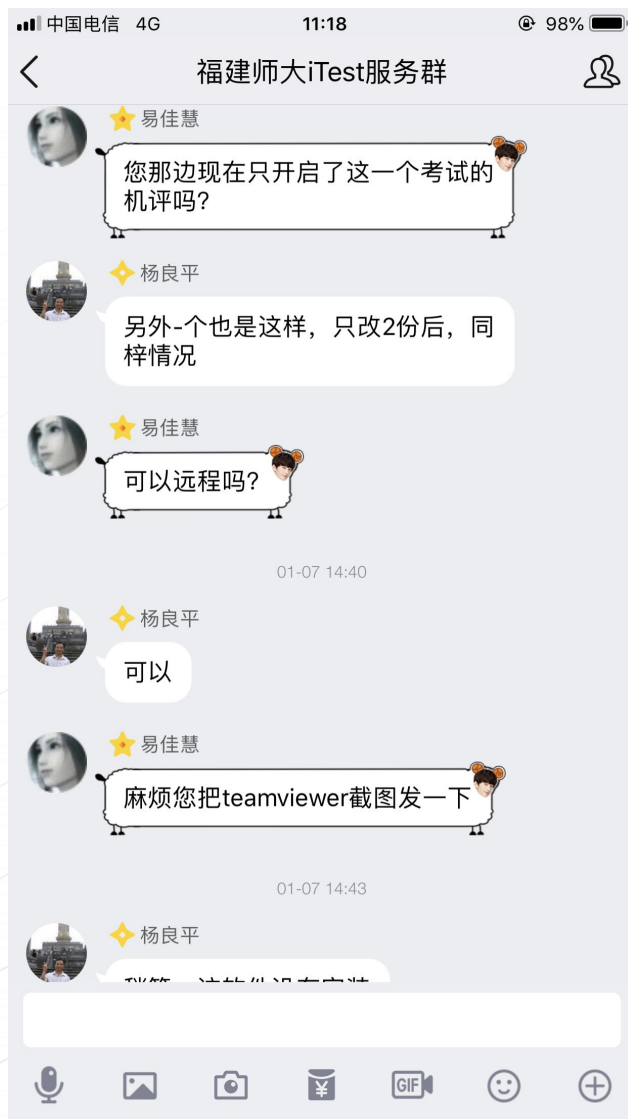 中国电信 4G 11:18 98%
福建师大iTest服务群
易佳慧
您那边现在只开启了这一个考试的
机评吗?
杨良平
另外-个也是这样，只改2份后，同
梓情况
易佳慧
可以远程吗?
01-07 14:40
杨良平
可以
易佳慧
麻烦您把teamviewer截图发一下
01-07 14:43
杨良平
GIF